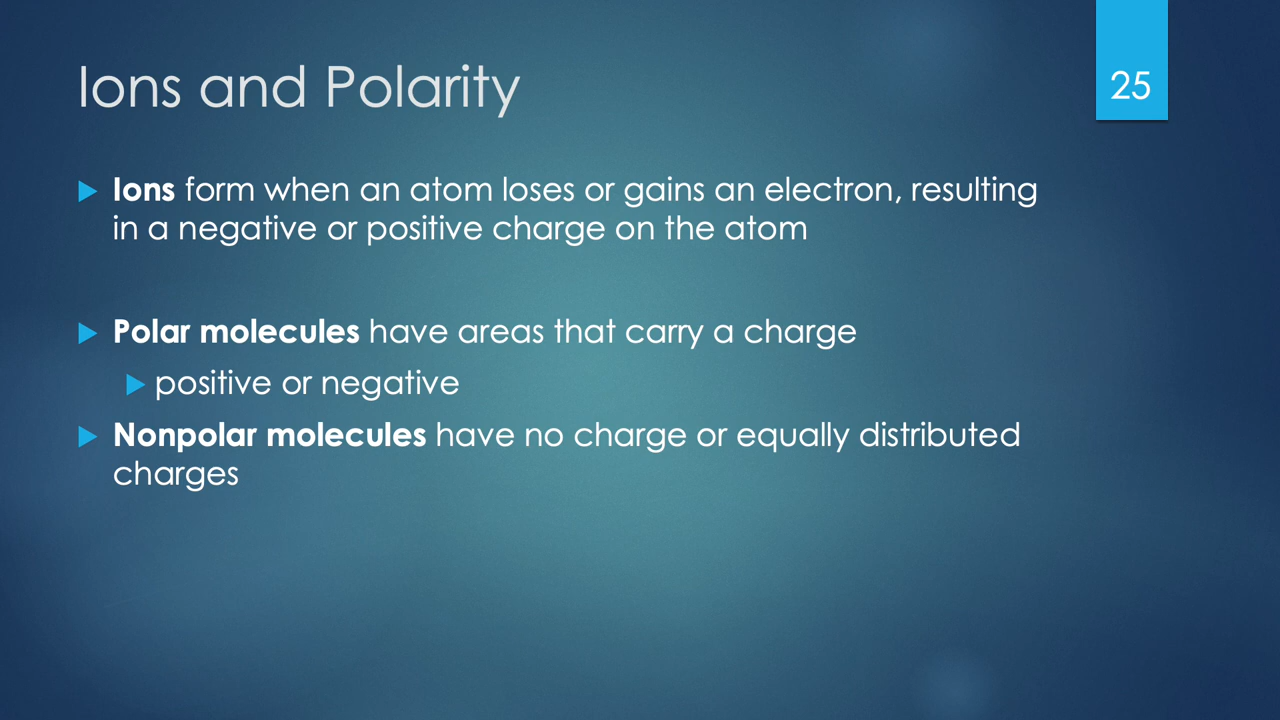 Ions and Polarity
25
Ions form when an atom loses or gains an electron, resulting
in a negative or positive charge on the atom
Polar molecules have areas that carry a charge
positive or negative
Nonpolar molecules have no charge or equally distributed
charges